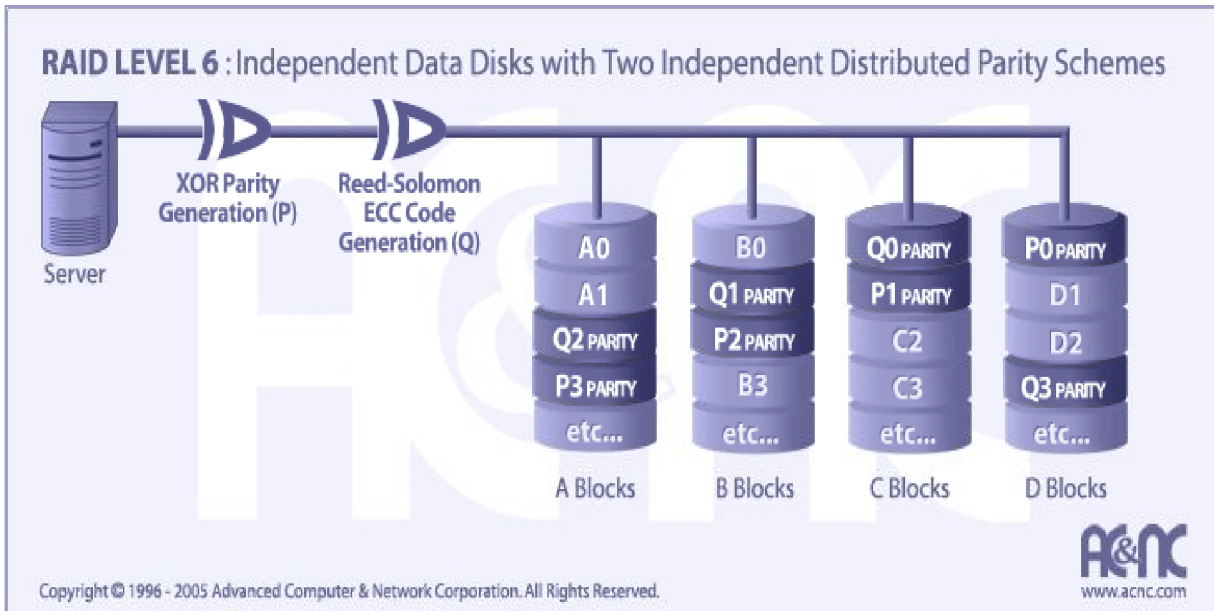 RAID LEVEL 6 : Independent Data Disks with Two Independent Distributed Parity Schemes
XOR Parity
Generation (P)
Reed-Solomon
ECC Code
Generation (Q)
Server
A0
A1
Q2 PARITY
P3 PARITY
etc...
A Blocks
B0
Q1 PARITY
P2 PARITY
B3
etc...
B Blocks
Q0 PARITY
P1 PARITY
C2
C3
etc...
C Blocks
P0 PARITY
D1
D2
Q3 PARITY
etc...
D Blocks
AC&NC
AC&NC
www.acnc.com
Copyright © 1996 - 2005 Advanced Computer & Network Corporation. All Rights Reserved.